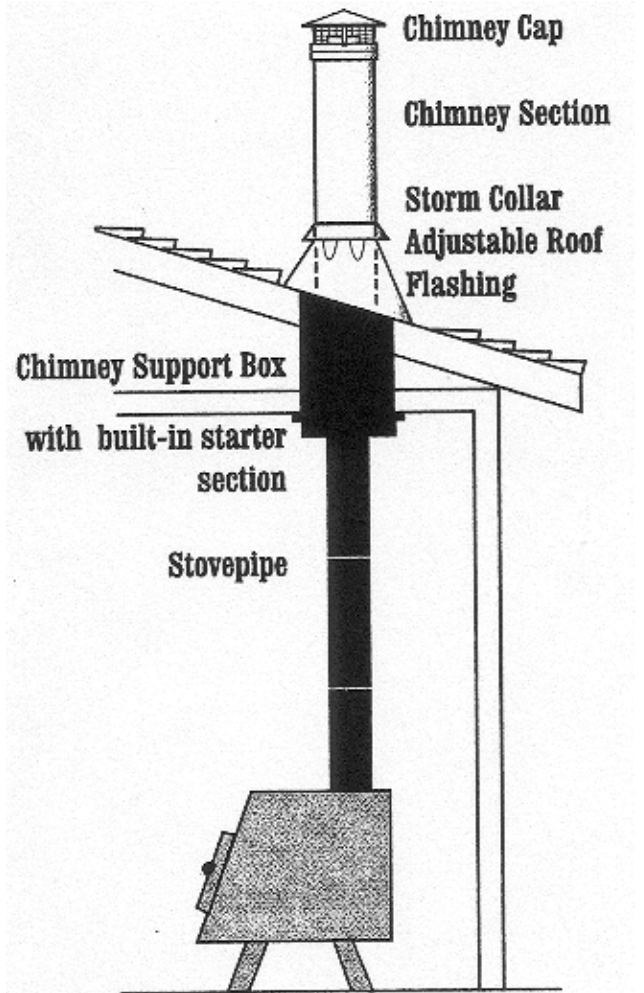 Chimney Cap
Chimney Section
Storm Collar
Adjustable Roof
Flashing
Chimney Support Box
with built-in starter
section
Stovepipe